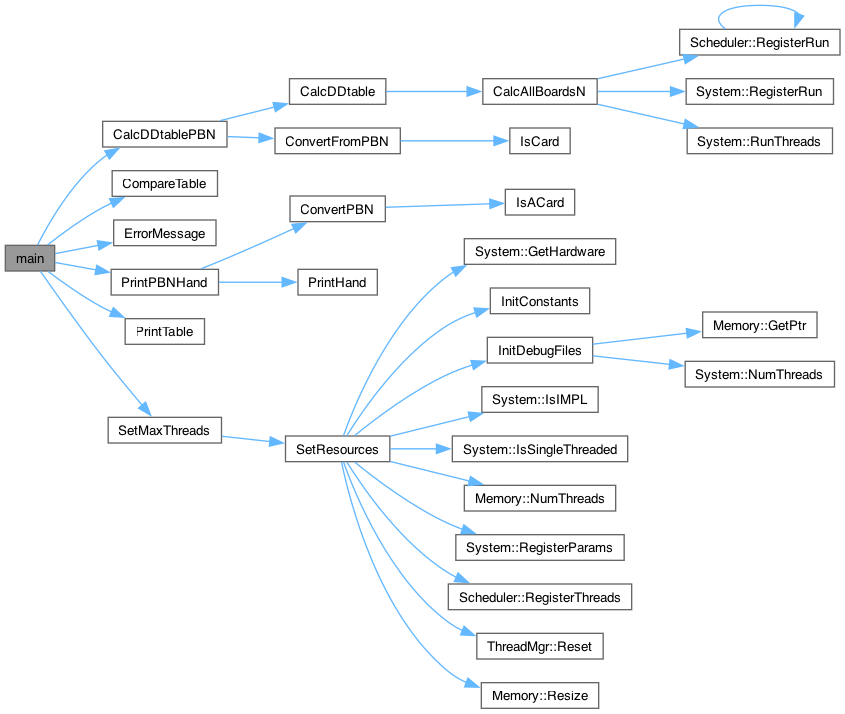 main
CalcDDtablePBN
CompareTable
ErrorMessage
PrintPBNHand
PrintTable
SetMaxThreads
CalcDDtable
ConvertFromPBN
ConvertPBN
PrintHand
SetResources
CalcAllBoardsN
IsCard
IsACard
System::GetHardware
InitConstants
InitDebugFiles
System::IsIMPL
System::IsSingleThreaded
Memory::NumThreads
System::RegisterParams
Scheduler::RegisterThreads
ThreadMgr::Reset
Memory::Resize
Scheduler::RegisterRun
System::RegisterRun
System::RunThreads
Memory::GetPtr
System::NumThreads